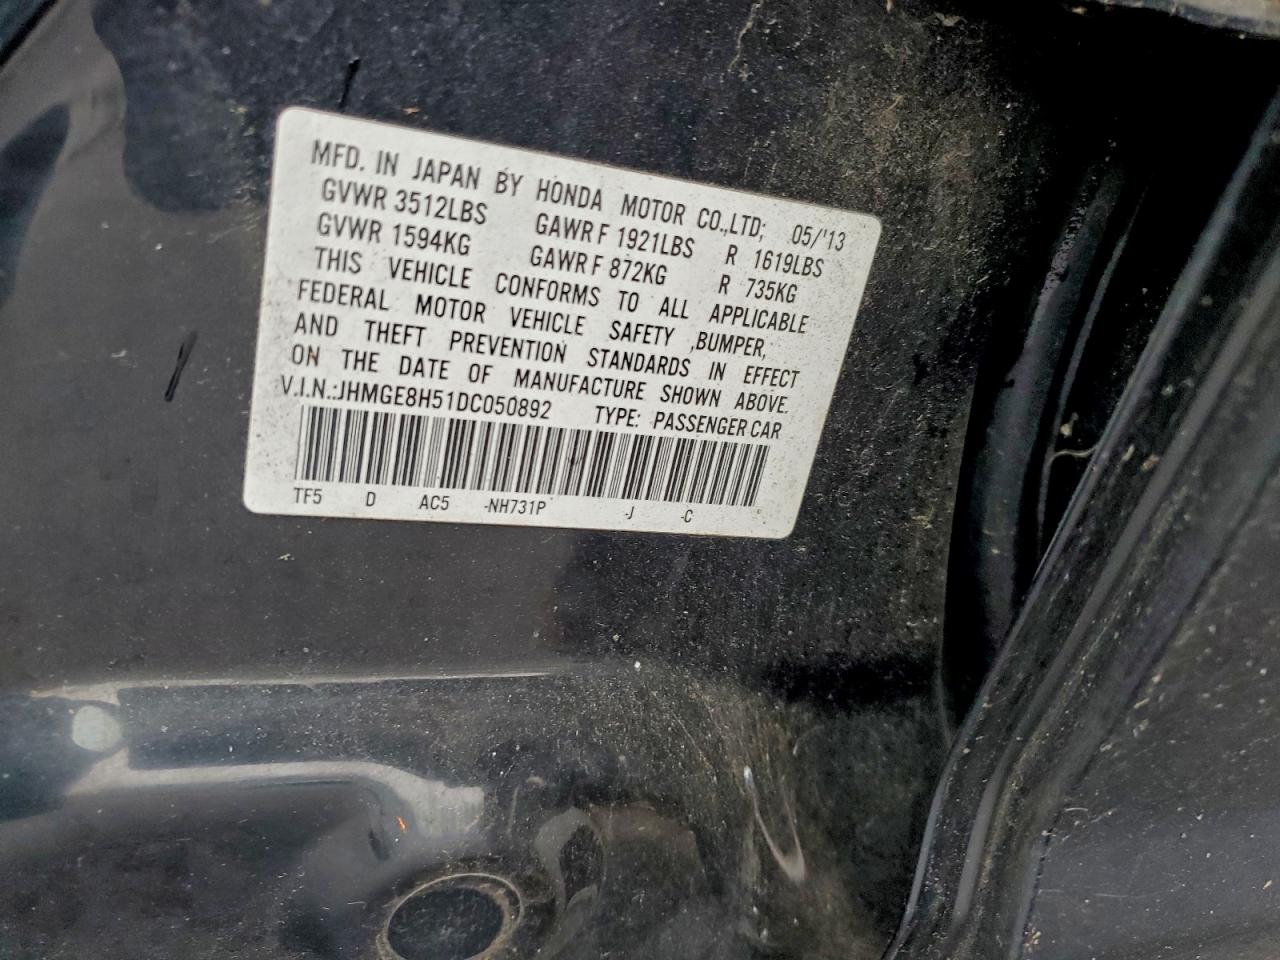 MFD. IN JAPAN BY HONDA MOTOR CO.,LTD; 05/'13
GVWR 3512LBS GAWR F 1921LBS R 1619LBS
GVWR 1594KG GAWR F 872KG R 735KG
THIS VEHICLE CONFORMS TO ALL APPLICABLE
FEDERAL MOTOR VEHICLE SAFETY ,BUMPER,
AND THEFT PREVENTION STANDARDS IN EFFECT
ON THE DATE OF MANUFACTURE SHOWN ABOVE.
V.I.N.:JHMGE8H51DC050892 TYPE: PASSENGER CAR
TF5 D AC5 -NH731P -J -C